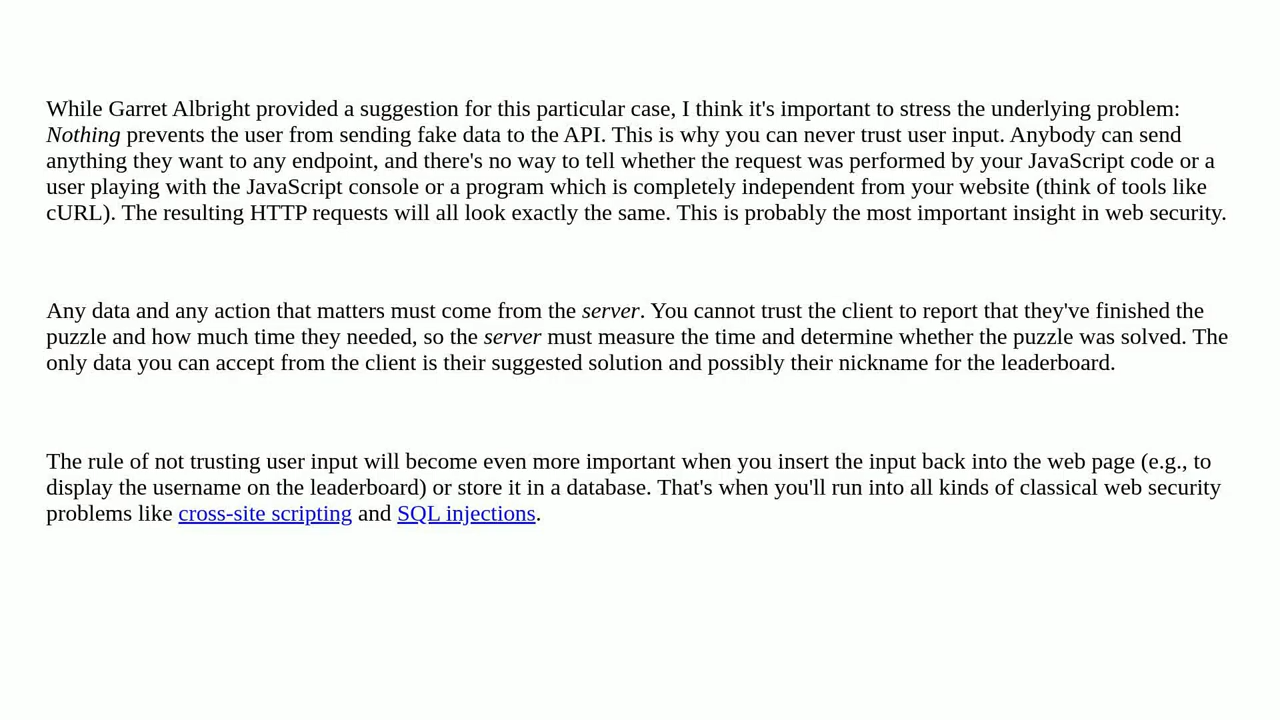 While Garret Albright provided a suggestion for this particular case, I think it's important to stress the underlying problem:
Nothing prevents the user from sending fake data to the API. This is why you can never trust user input. Anybody can send
anything they want to any endpoint, and there's no way to tell whether the request was performed by your JavaScript code or a
user playing with the JavaScript console or a program which is completely independent from your website (think of tools like
cURL). The resulting HTTP requests will all look exactly the same. This is probably the most important insight in web security.
Any data and any action that matters must come from the server. You cannot trust the client to report that they've finished the
puzzle and how much time they needed, so the server must measure the time and determine whether the puzzle was solved. The
only data you can accept from the client is their suggested solution and possibly their nickname for the leaderboard.
The rule of not trusting user input will become even more important when you insert the input back into the web page (e.g., to
display the username on the leaderboard) or store it in a database. That's when you'll run into all kinds of classical web security
problems like cross-site scripting and SQL injections.